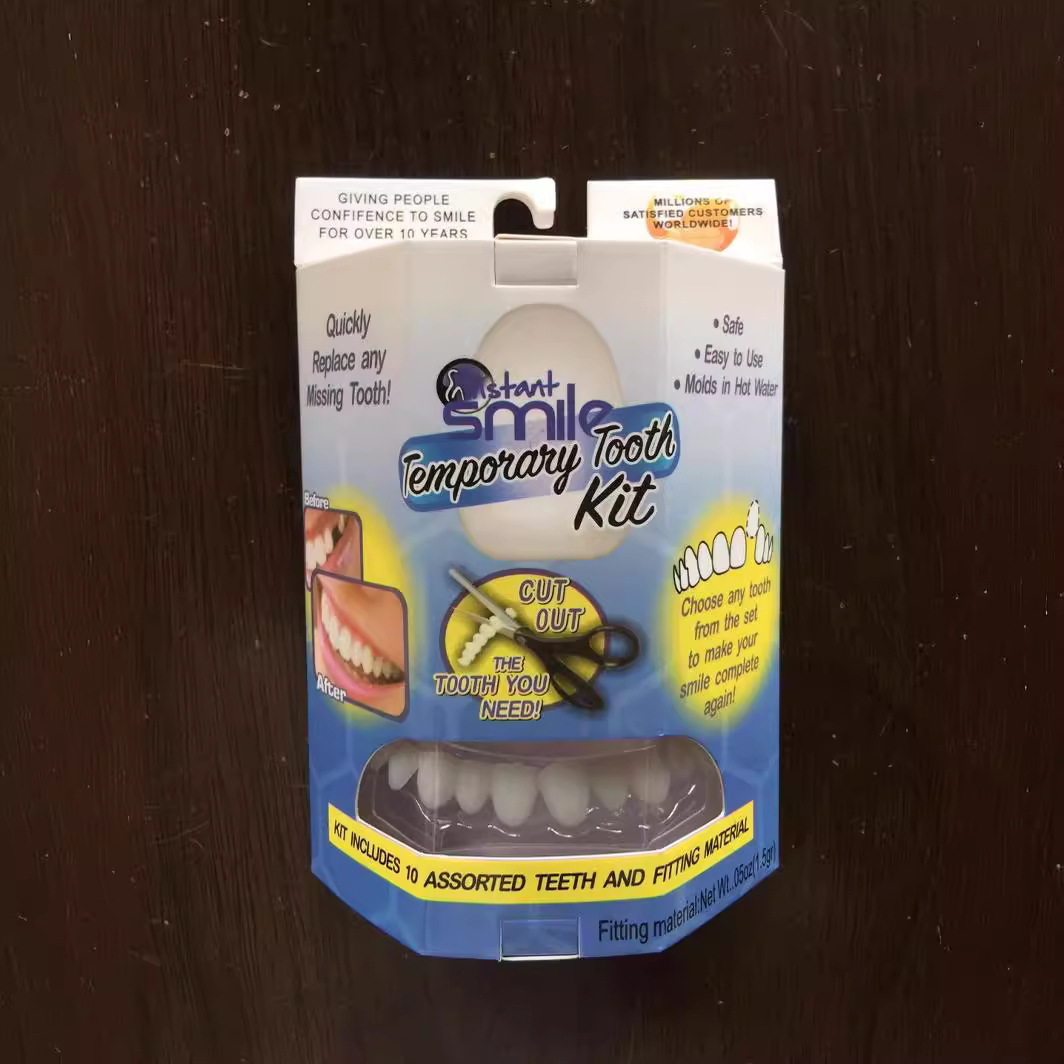 GIVING PEOPLE
CONFIFENCE TO SMILE
FOR OVER 10 YEARS
MILLIONS OF
SATISFIED CUSTOMERS
WORLDWIDE!
Quickly
Replace any
Missing Tooth!
• Safe
• Easy to Use
• Molds in Hot Water
Instant
smile
Temporary Tooth
Kit
Before
After
CUT
OUT
THE
TOOTH YOU
NEED!
Choose any tooth
from the set
to make your
smile complete
again!
KIT INCLUDES 10 ASSORTED TEETH AND FITTING MATERIAL
Fitting material:Net Wt..05oz(1.5gr)